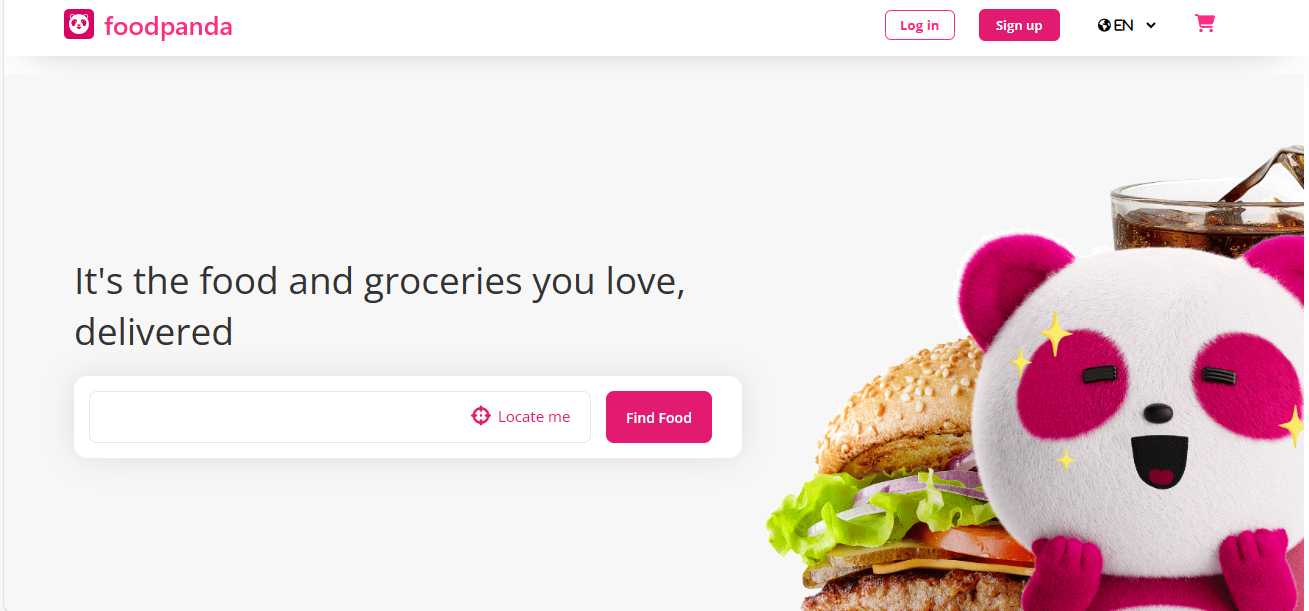 foodpanda
Log in
Sign up
EN
It's the food and groceries you love,
delivered
Locate me
Find Food